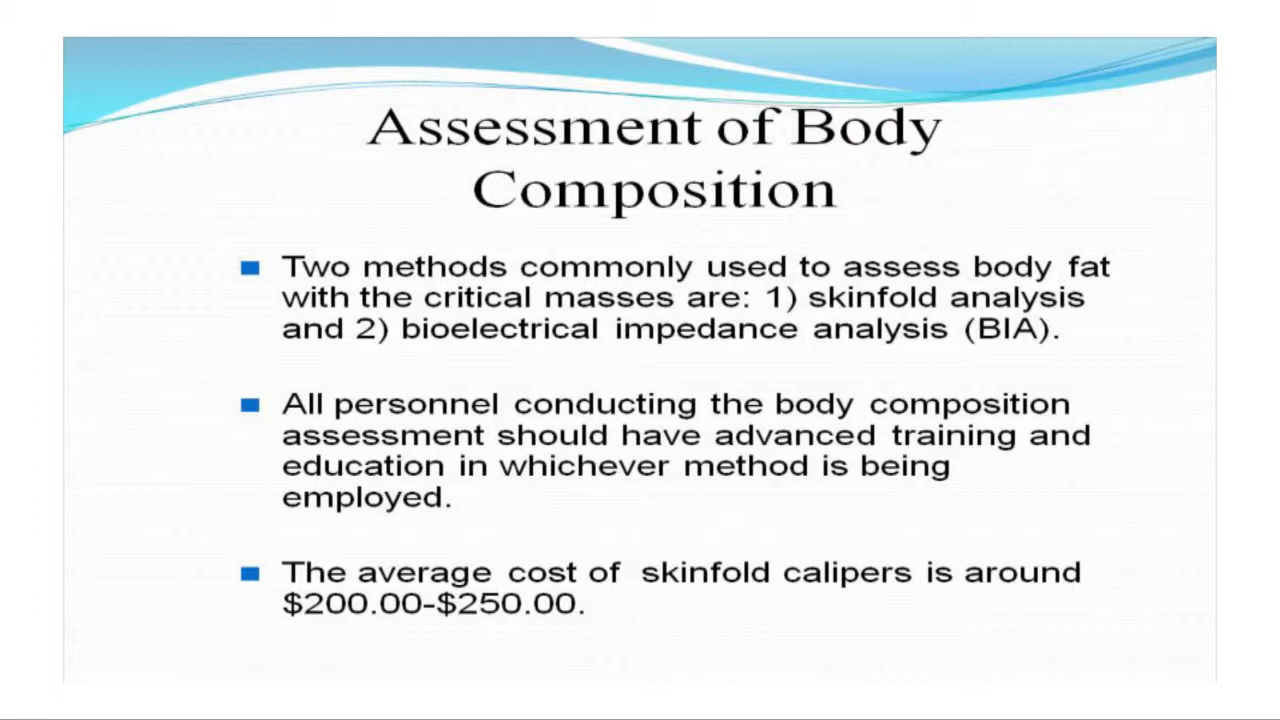 Assessment of Body
Composition
Two methods commonly used to assess body fat
with the critical masses are: 1) skinfold analysis
and 2) bioelectrical impedance analysis (BIA).
All personnel conducting the body composition
assessment should have advanced training and
education in whichever method is being
employed.
The average cost of skinfold calipers is around
$200.00-$250.00.